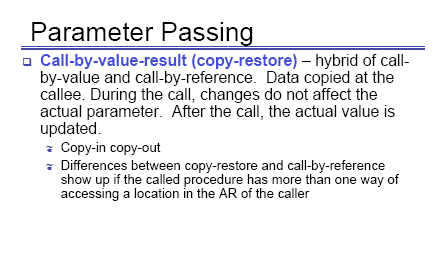 Parameter Passing
Call-by-value-result (copy-restore) – hybrid of call-
by-value and call-by-reference. Data copied at the
callee. During the call, changes do not affect the
actual parameter. After the call, the actual value is
updated.
Copy-in copy-out
Differences between copy-restore and call-by-reference
show up if the called procedure has more than one way of
accessing a location in the AR of the caller